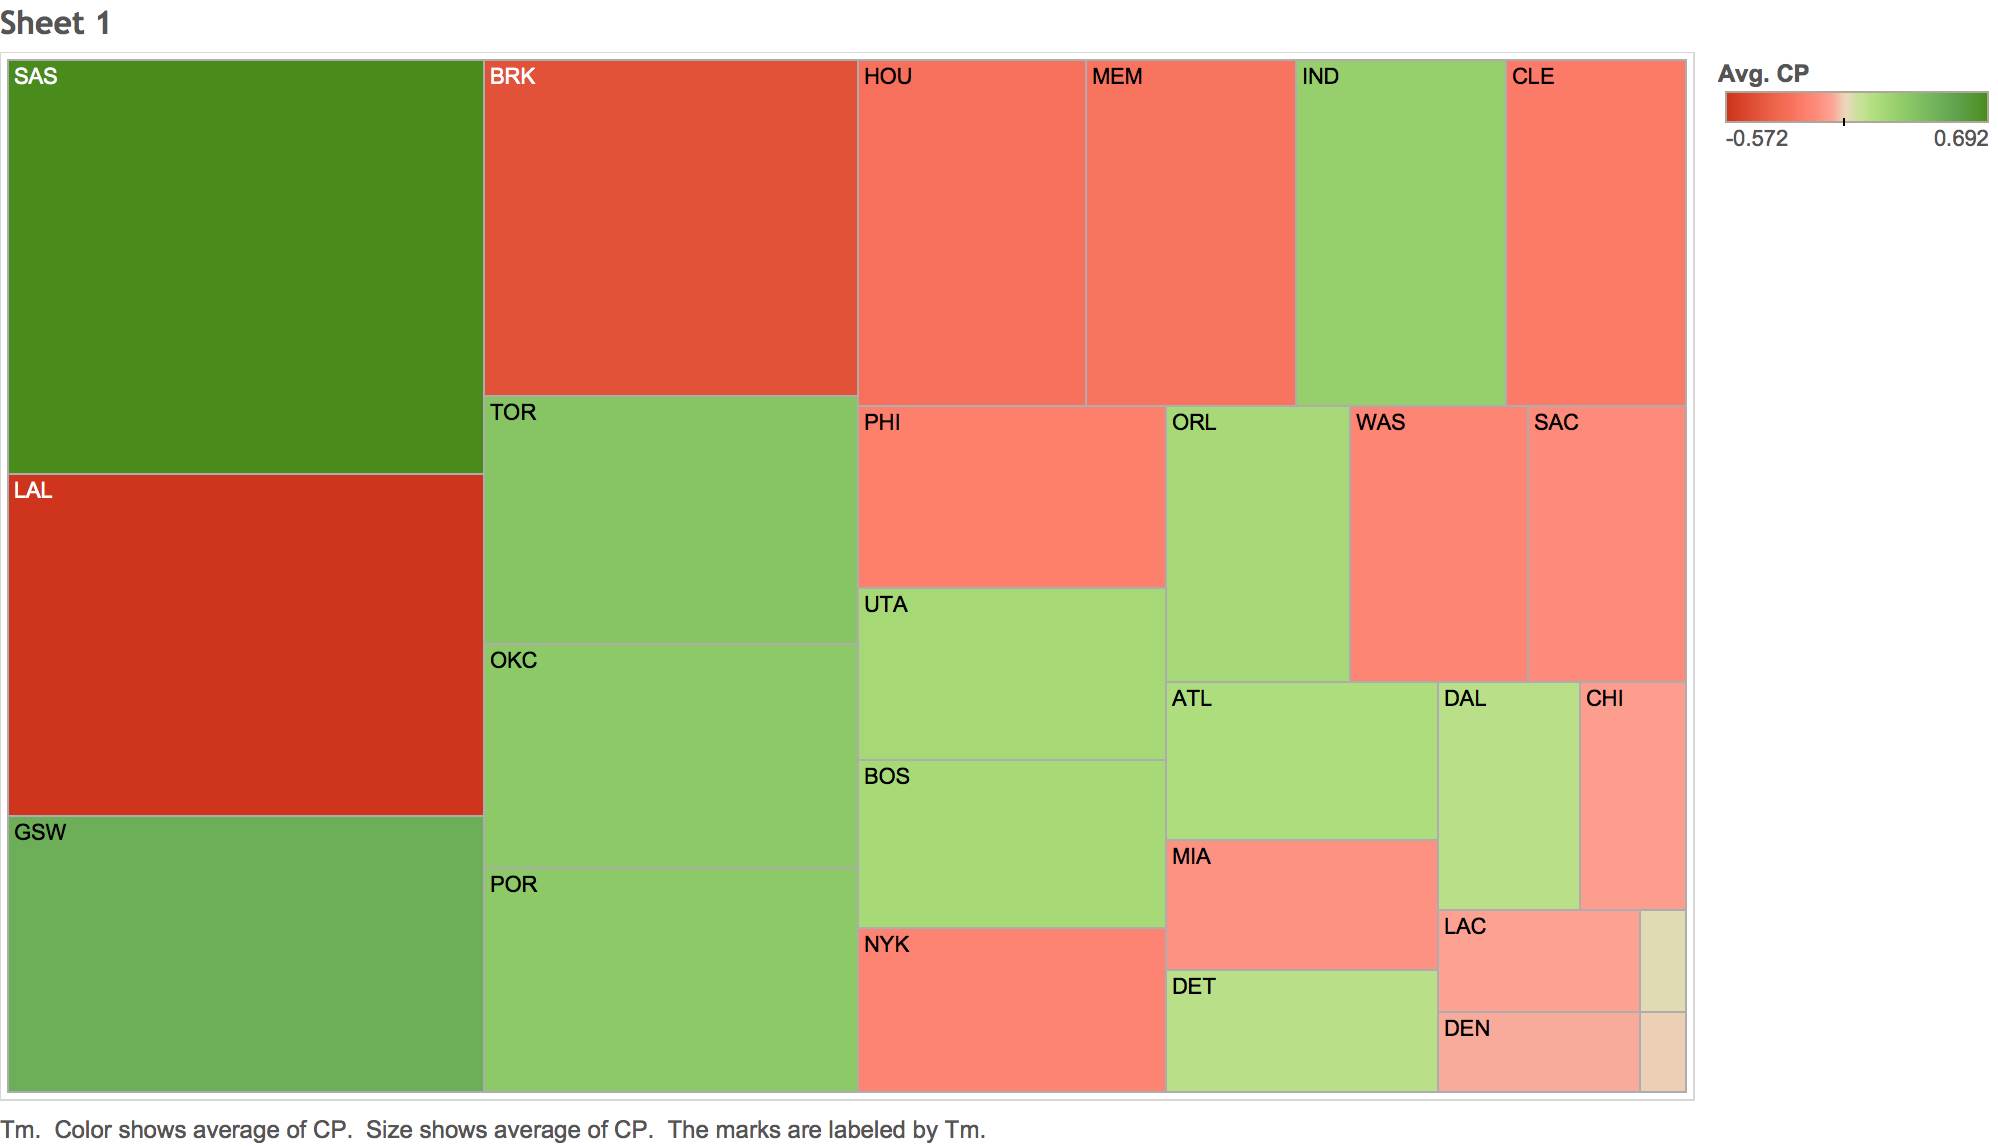 Sheet 1
SAS
BRK
HOU
MEM
IND
CLE
Avg. CP
-0.572
0.692
TOR
PHI
ORL
WAS
SAC
LAL
UTA
OKC
ATL
DAL
CHI
BOS
GSW
MIA
POR
LAC
NYK
DET
DEN
Tm.  Color shows average of CP.  Size shows average of CP.  The marks are labeled by Tm.